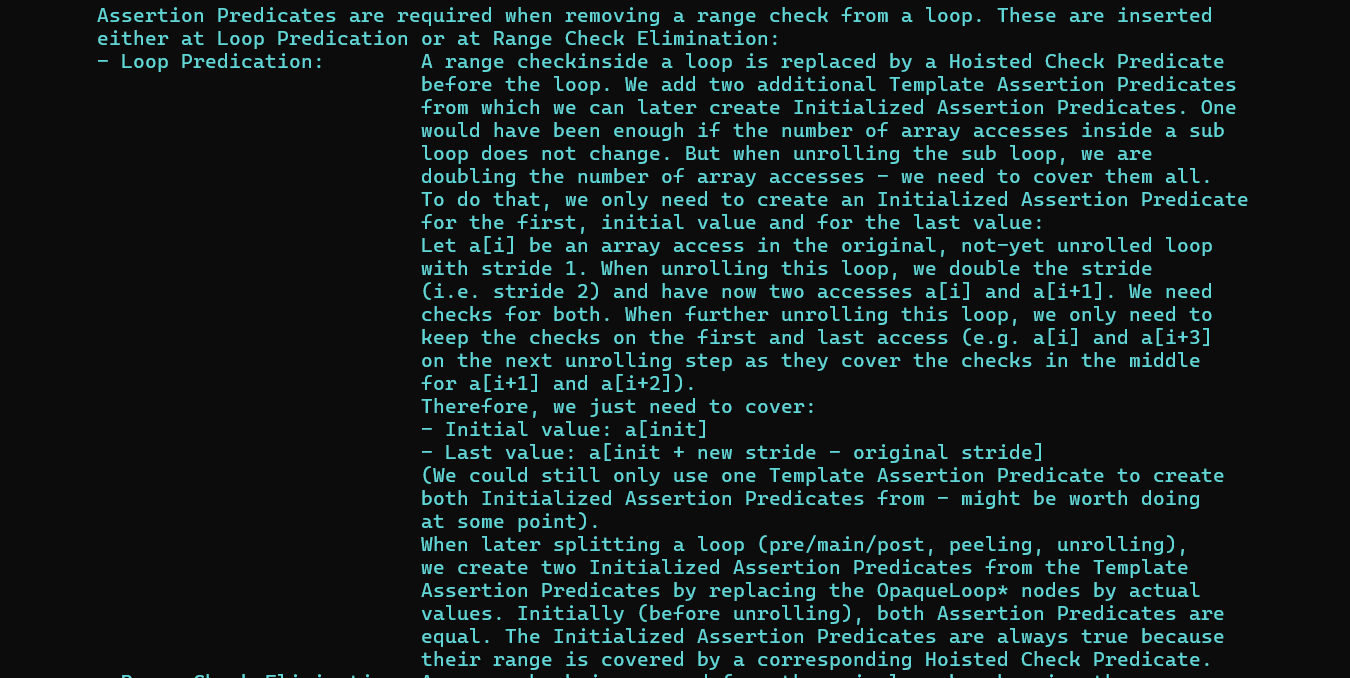 Assertion Predicates are required when removing a range check from a loop. These are inserted
either at Loop Predication or at Range Check Elimination:
- Loop Predication:        A range checkinside a loop is replaced by a Hoisted Check Predicate
                           before the loop. We add two additional Template Assertion Predicates
                           from which we can later create Initialized Assertion Predicates. One
                           would have been enough if the number of array accesses inside a sub
                           loop does not change. But when unrolling the sub loop, we are
                           doubling the number of array accesses - we need to cover them all.
                           To do that, we only need to create an Initialized Assertion Predicate
                           for the first, initial value and for the last value:
                           Let a[i] be an array access in the original, not-yet unrolled loop
                           with stride 1. When unrolling this loop, we double the stride
                           (i.e. stride 2) and have now two accesses a[i] and a[i+1]. We need
                           checks for both. When further unrolling this loop, we only need to
                           keep the checks on the first and last access (e.g. a[i] and a[i+3]
                           on the next unrolling step as they cover the checks in the middle
                           for a[i+1] and a[i+2]).
                           Therefore, we just need to cover:
                           - Initial value: a[init]
                           - Last value: a[init + new stride - original stride]
                           (We could still only use one Template Assertion Predicate to create
                           both Initialized Assertion Predicates from - might be worth doing
                           at some point).
                           When later splitting a loop (pre/main/post, peeling, unrolling),
                           we create two Initialized Assertion Predicates from the Template
                           Assertion Predicates by replacing the OpaqueLoop* nodes by actual
                           values. Initially (before unrolling), both Assertion Predicates are
                           equal. The Initialized Assertion Predicates are always true because
                           their range is covered by a corresponding Hoisted Check Predicate.